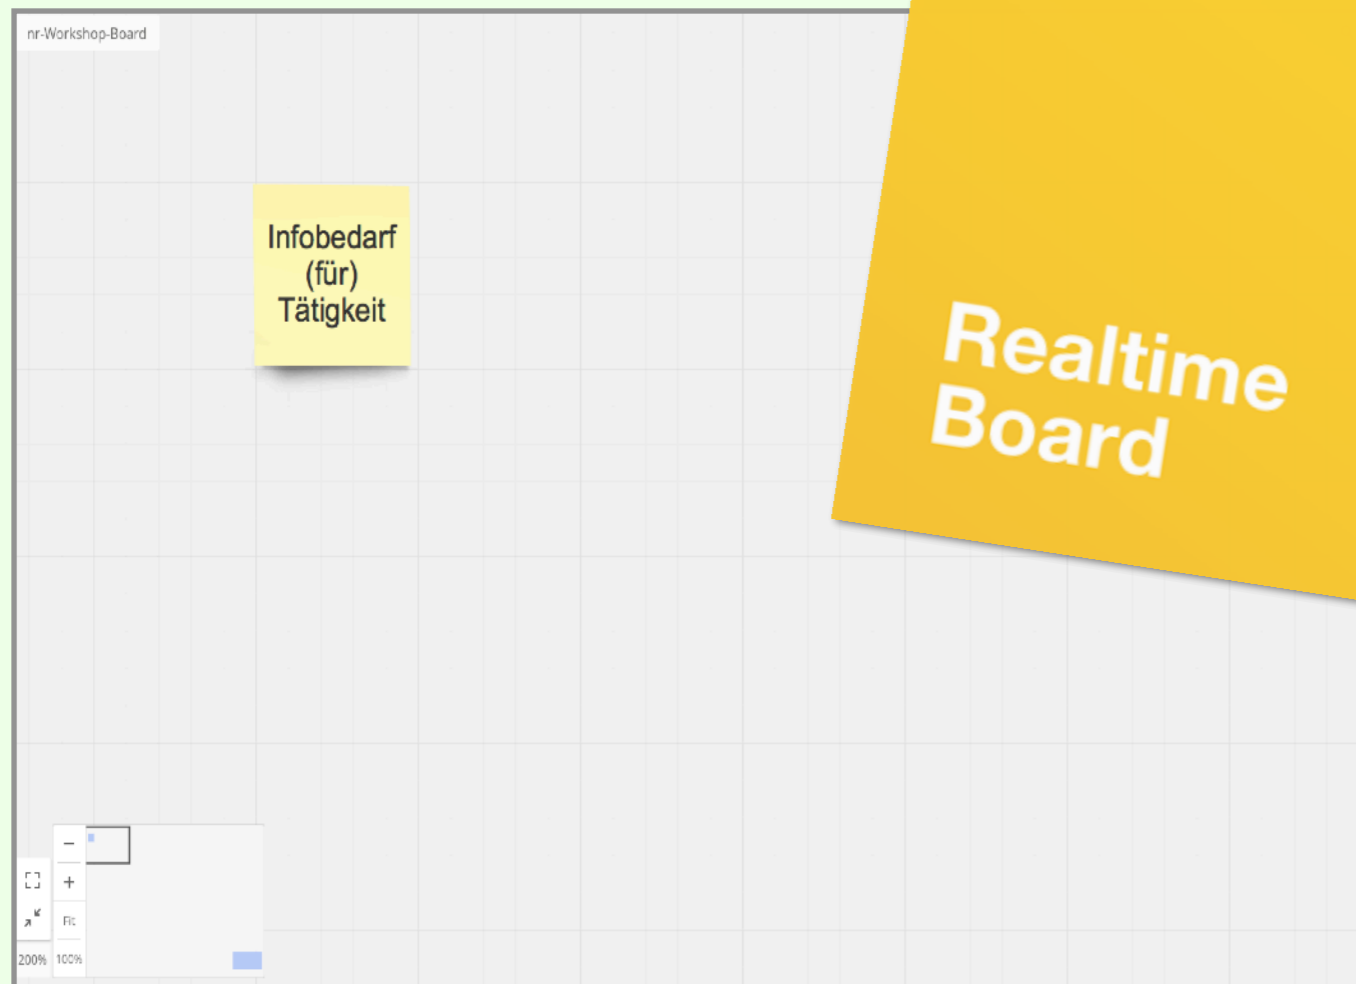 nr-Workshop-Board
Infobedarf
(für)
Tätigkeit
Realtime
Board
Fit
200%
100%